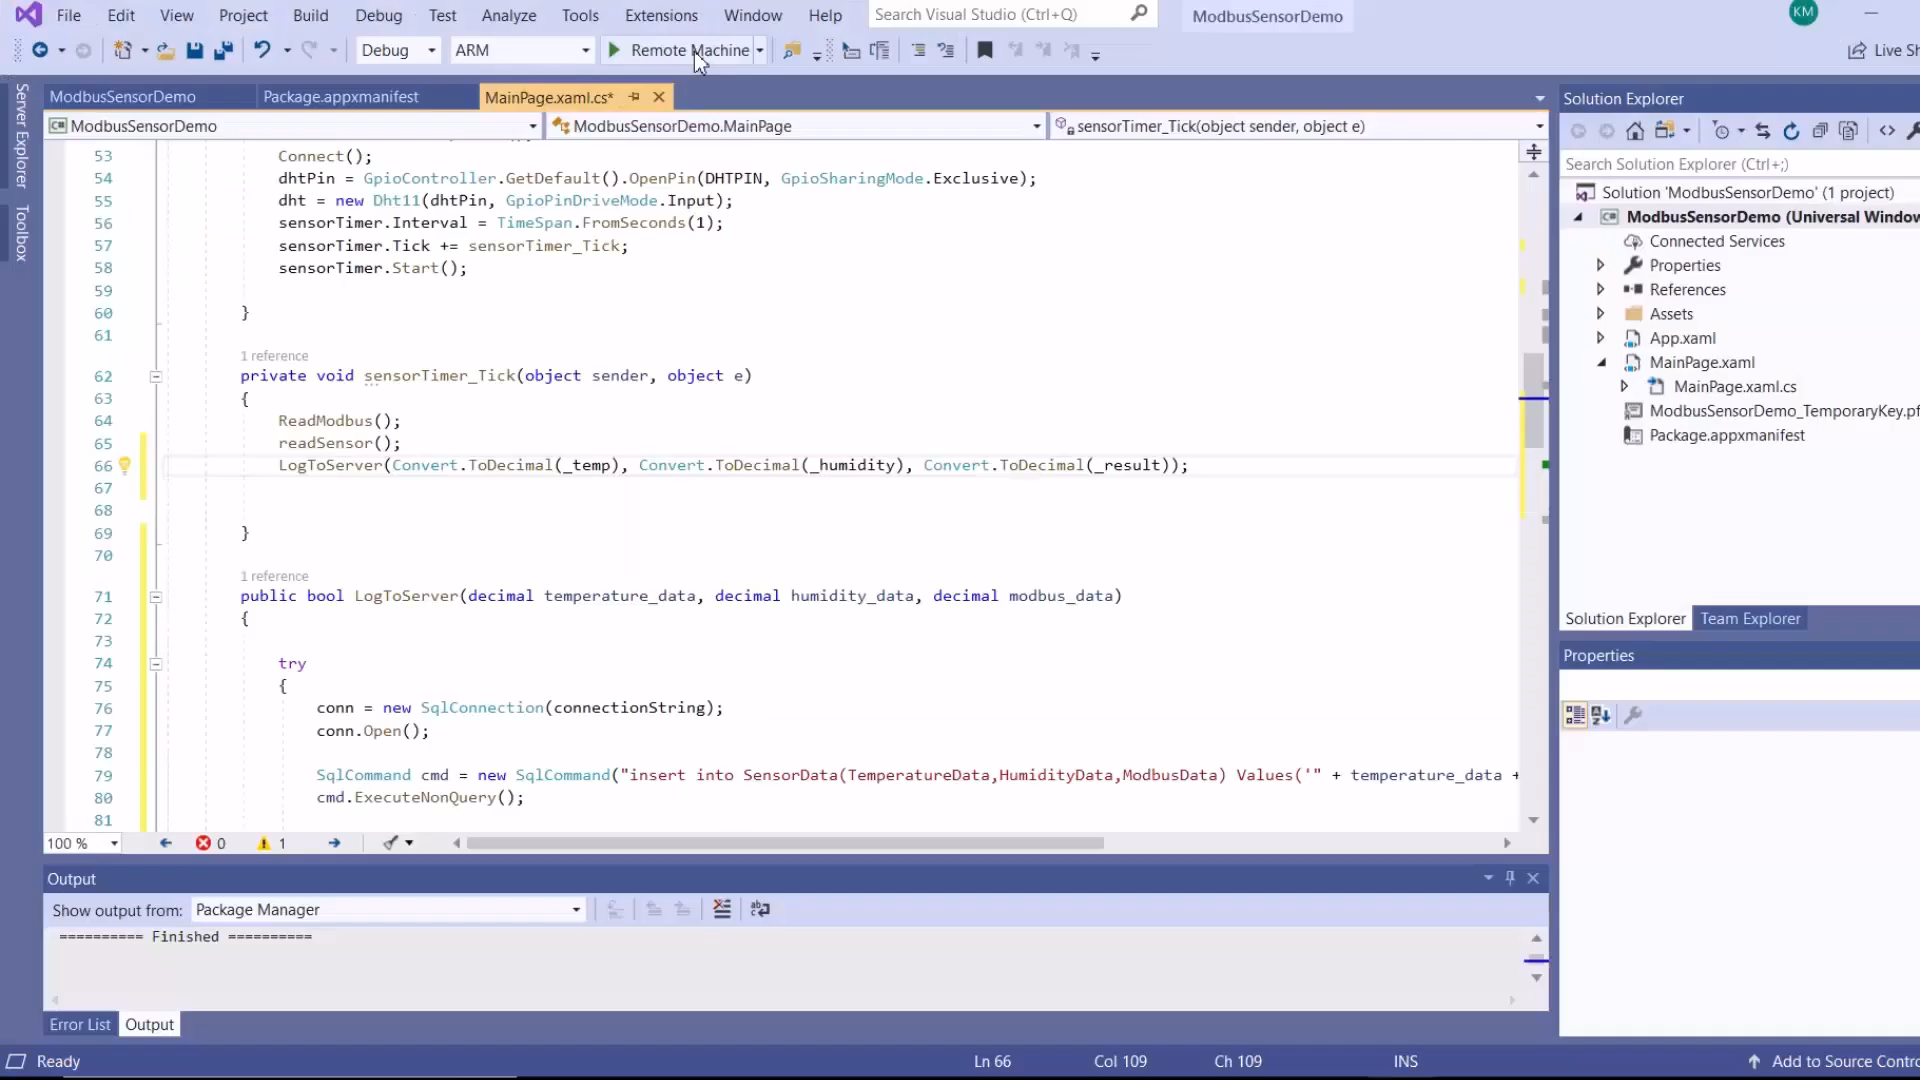 File Edit View Project Build Debug Test Analyze Tools Extensions Window Help Search Visual Studio (Ctrl+Q) ModbusSensorDemo KM
Debug ARM Remote Machine Live Sh
Server Explorer
Toolbox
ModbusSensorDemo Package.appxmanifest MainPage.xaml.cs*
C# ModbusSensorDemo ModbusSensorDemo.MainPage sensorTimer_Tick(object sender, object e)
53 Connect();
54 dhtPin = GpioController.GetDefault().OpenPin(DHTPIN, GpioSharingMode.Exclusive);
55 dht = new Dht11(dhtPin, GpioPinDriveMode.Input);
56 sensorTimer.Interval = TimeSpan.FromSeconds(1);
57 sensorTimer.Tick += sensorTimer_Tick;
58 sensorTimer.Start();
59
60 }
61
1 reference
62 private void sensorTimer_Tick(object sender, object e)
63 {
64 ReadModbus();
65 readSensor();
66 LogToServer(Convert.ToDecimal(_temp), Convert.ToDecimal(_humidity), Convert.ToDecimal(_result));
67
68
69 }
70
1 reference
71 public bool LogToServer(decimal temperature_data, decimal humidity_data, decimal modbus_data)
72 {
73
74 try
75 {
76 conn = new SqlConnection(connectionString);
77 conn.Open();
78
79 SqlCommand cmd = new SqlCommand("insert into SensorData(TemperatureData,HumidityData,ModbusData) Values('" + temperature_data +
80 cmd.ExecuteNonQuery();
81
100 % 0 1
Output
Show output from: Package Manager
========== Finished ==========
Error List Output
Ready Ln 66 Col 109 Ch 109 INS Add to Source Contro
Solution Explorer
Search Solution Explorer (Ctrl+;)
Solution 'ModbusSensorDemo' (1 project)
C# ModbusSensorDemo (Universal Window
Connected Services
Properties
References
Assets
App.xaml
MainPage.xaml
MainPage.xaml.cs
ModbusSensorDemo_TemporaryKey.pf
Package.appxmanifest
Solution Explorer Team Explorer
Properties